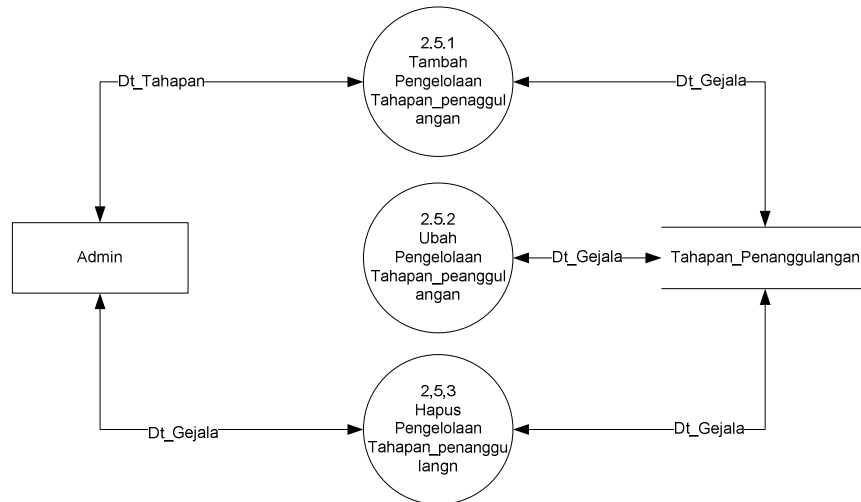 2.5.1
Tambah
Pengelolaan
Tahapan_penaggul
angan
Dt_Tahapan
Dt_Gejala
2.5.2
Ubah
Pengelolaan
Tahapan_peanggul
angan
Admin
Dt_Gejala
Tahapan_Penanggulangan
2,5,3
Hapus
Pengelolaan
Tahapan_penanggu
langn
Dt_Gejala
Dt_Gejala